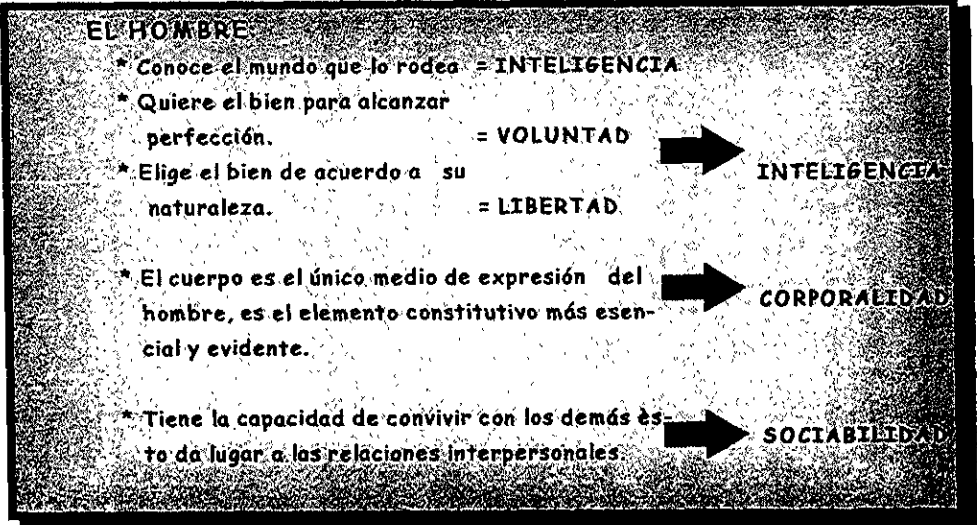 EL HOMBRE:
* Conoce el mundo que lo rodea = INTELIGENCIA
* Quiere el bien para alcanzar
perfección. = VOLUNTAD
INTELIGENCIA
* Elige el bien de acuerdo a su
naturaleza. = LIBERTAD
* El cuerpo es el único medio de expresión del
CORPORALIDAD
hombre, es el elemento constitutivo más esen-
cial y evidente.
* Tiene la capacidad de convivir con los demás es-
SOCIABILIDAD
to da lugar a las relaciones interpersonales.